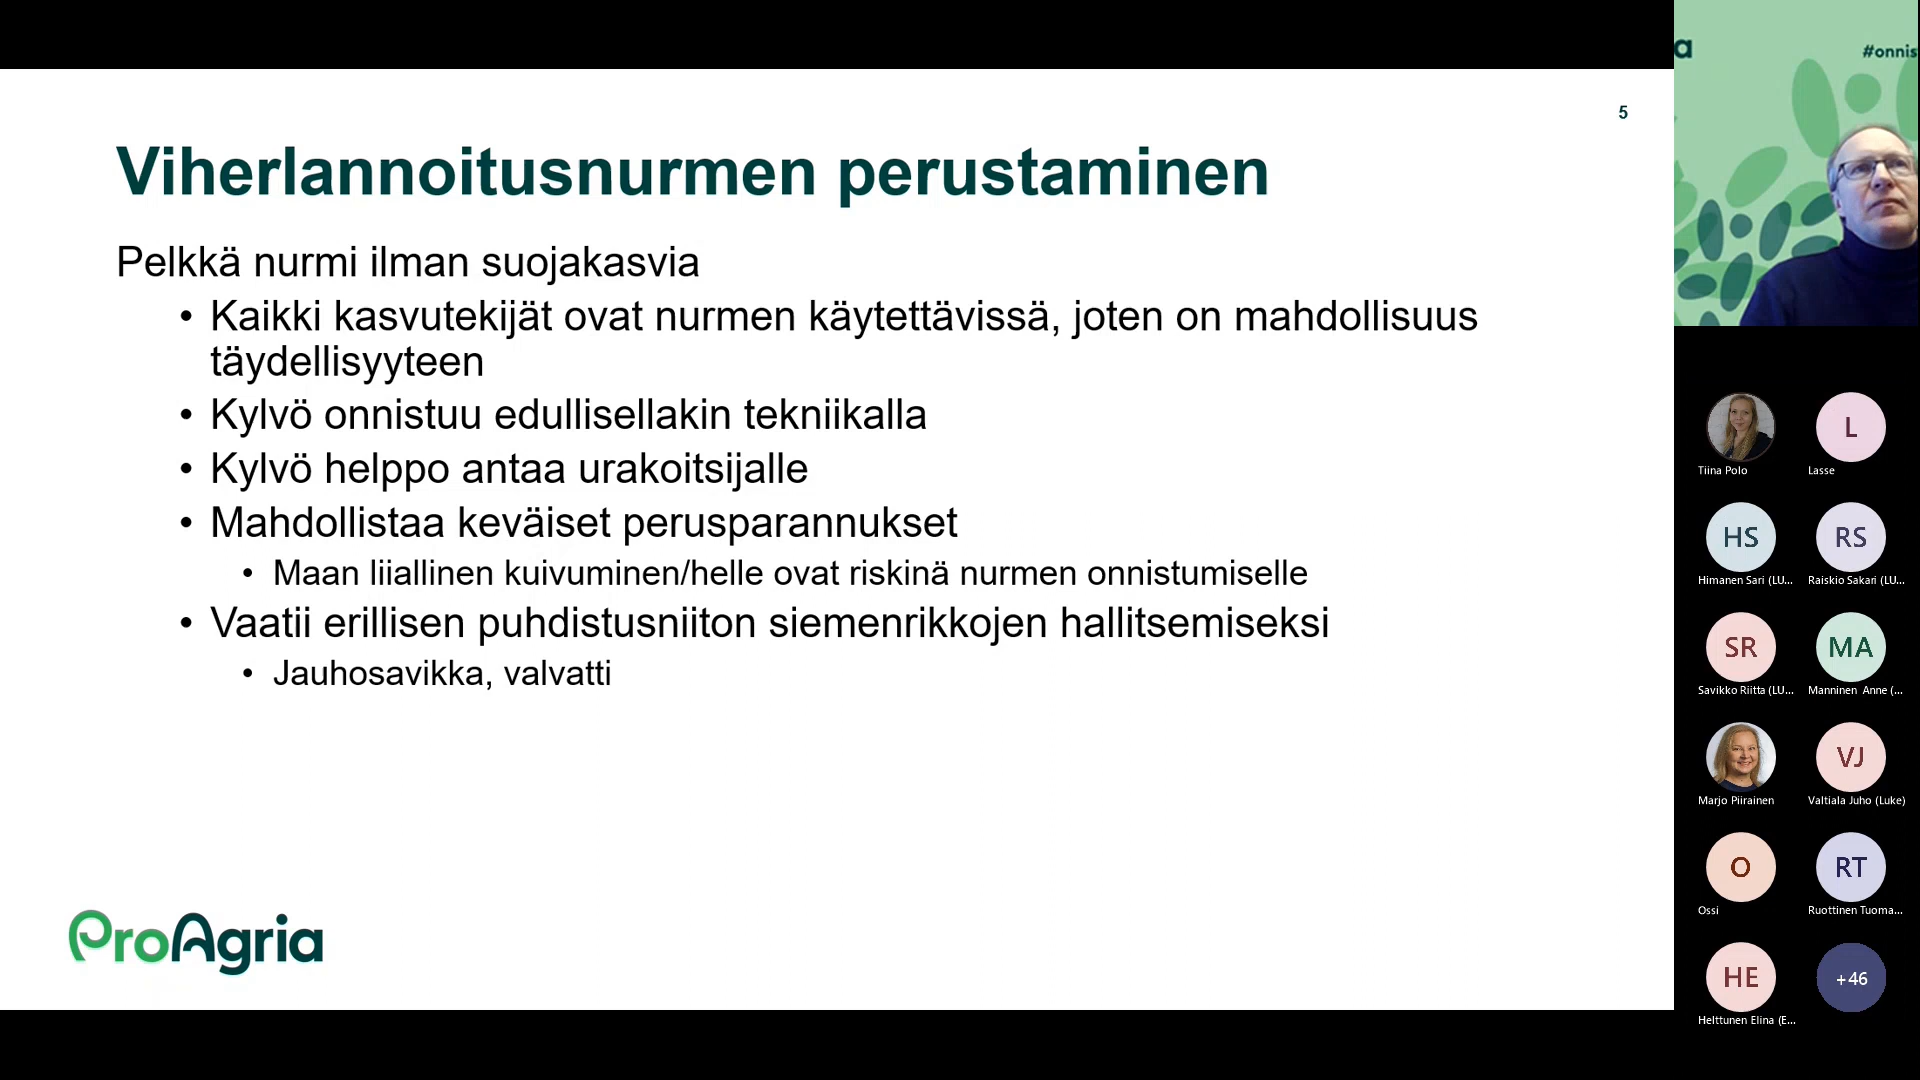 5
Viherlannoitusnurmen perustaminen
Pelkkä nurmi ilman suojakasvia
• Kaikki kasvutekijät ovat nurmen käytettävissä, joten on mahdollisuus
täydellisyyteen
• Kylvö onnistuu edullisellakin tekniikalla
• Kylvö helppo antaa urakoitsijalle
• Mahdollistaa keväiset perusparannukset
• Maan liiallinen kuivuminen/helle ovat riskinä nurmen onnistumiselle
• Vaatii erillisen puhdistusniiton siemenrikkojen hallitsemiseksi
• Jauhosavikka, valvatti
ProAgria
a
#onnis
Tiina Polo
L
Lasse
HS
Himanen Sari (LU...
RS
Raiskio Sakari (LU...
SR
Savikko Riitta (LU...
MA
Manninen Anne (...
Marjo Piirainen
VJ
Valtiala Juho (Luke)
O
Ossi
RT
Ruottinen Tuoma...
HE
Helttunen Elina (E...
+46